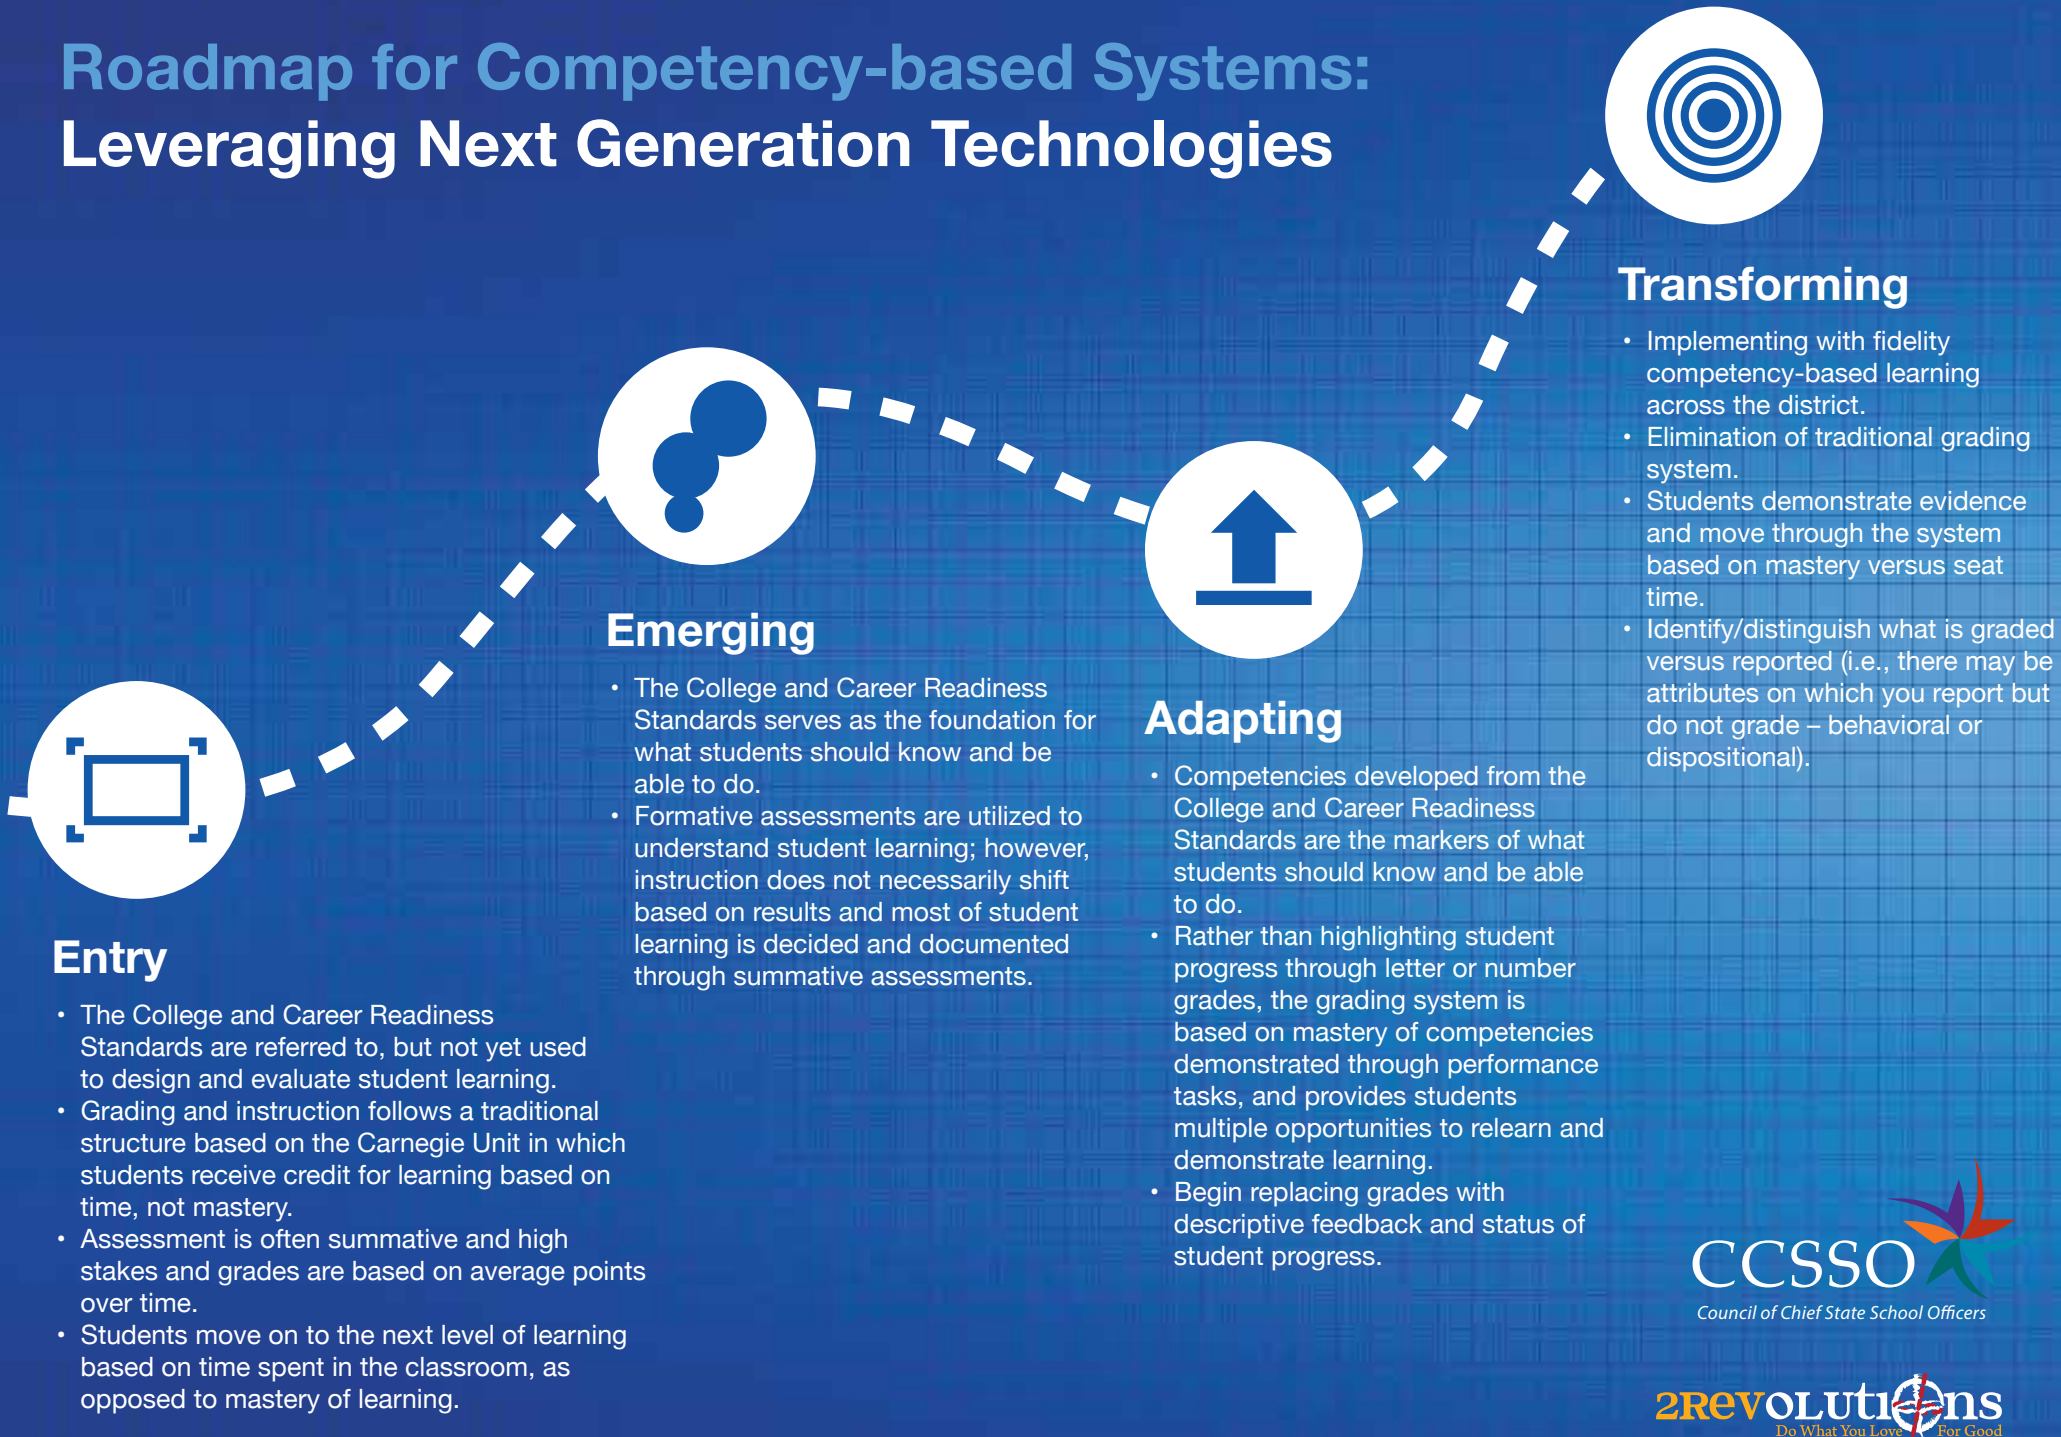 Roadmap for Competency-based Systems:
Leveraging Next Generation Technologies
Entry
• The College and Career Readiness
Standards are referred to, but not yet used
to design and evaluate student learning.
• Grading and instruction follows a traditional
structure based on the Carnegie Unit in which
students receive credit for learning based on
time, not mastery.
• Assessment is often summative and high
stakes and grades are based on average points
over time.
• Students move on to the next level of learning
based on time spent in the classroom, as
opposed to mastery of learning.
Emerging
• The College and Career Readiness
Standards serves as the foundation for
what students should know and be
able to do.
• Formative assessments are utilized to
understand student learning; however,
instruction does not necessarily shift
based on results and most of student
learning is decided and documented
through summative assessments.
Adapting
• Competencies developed from the
College and Career Readiness
Standards are the markers of what
students should know and be able
to do.
• Rather than highlighting student
progress through letter or number
grades, the grading system is
based on mastery of competencies
demonstrated through performance
tasks, and provides students
multiple opportunities to relearn and
demonstrate learning.
• Begin replacing grades with
descriptive feedback and status of
student progress.
Transforming
• Implementing with fidelity
competency-based learning
across the district.
• Elimination of traditional grading
system.
• Students demonstrate evidence
and move through the system
based on mastery versus seat
time.
• Identify/distinguish what is graded
versus reported (i.e., there may be
attributes on which you report but
do not grade – behavioral or
dispositional).
CCSSO
Council of Chief State School Officers
2Revolutions
Do What You Love For Good